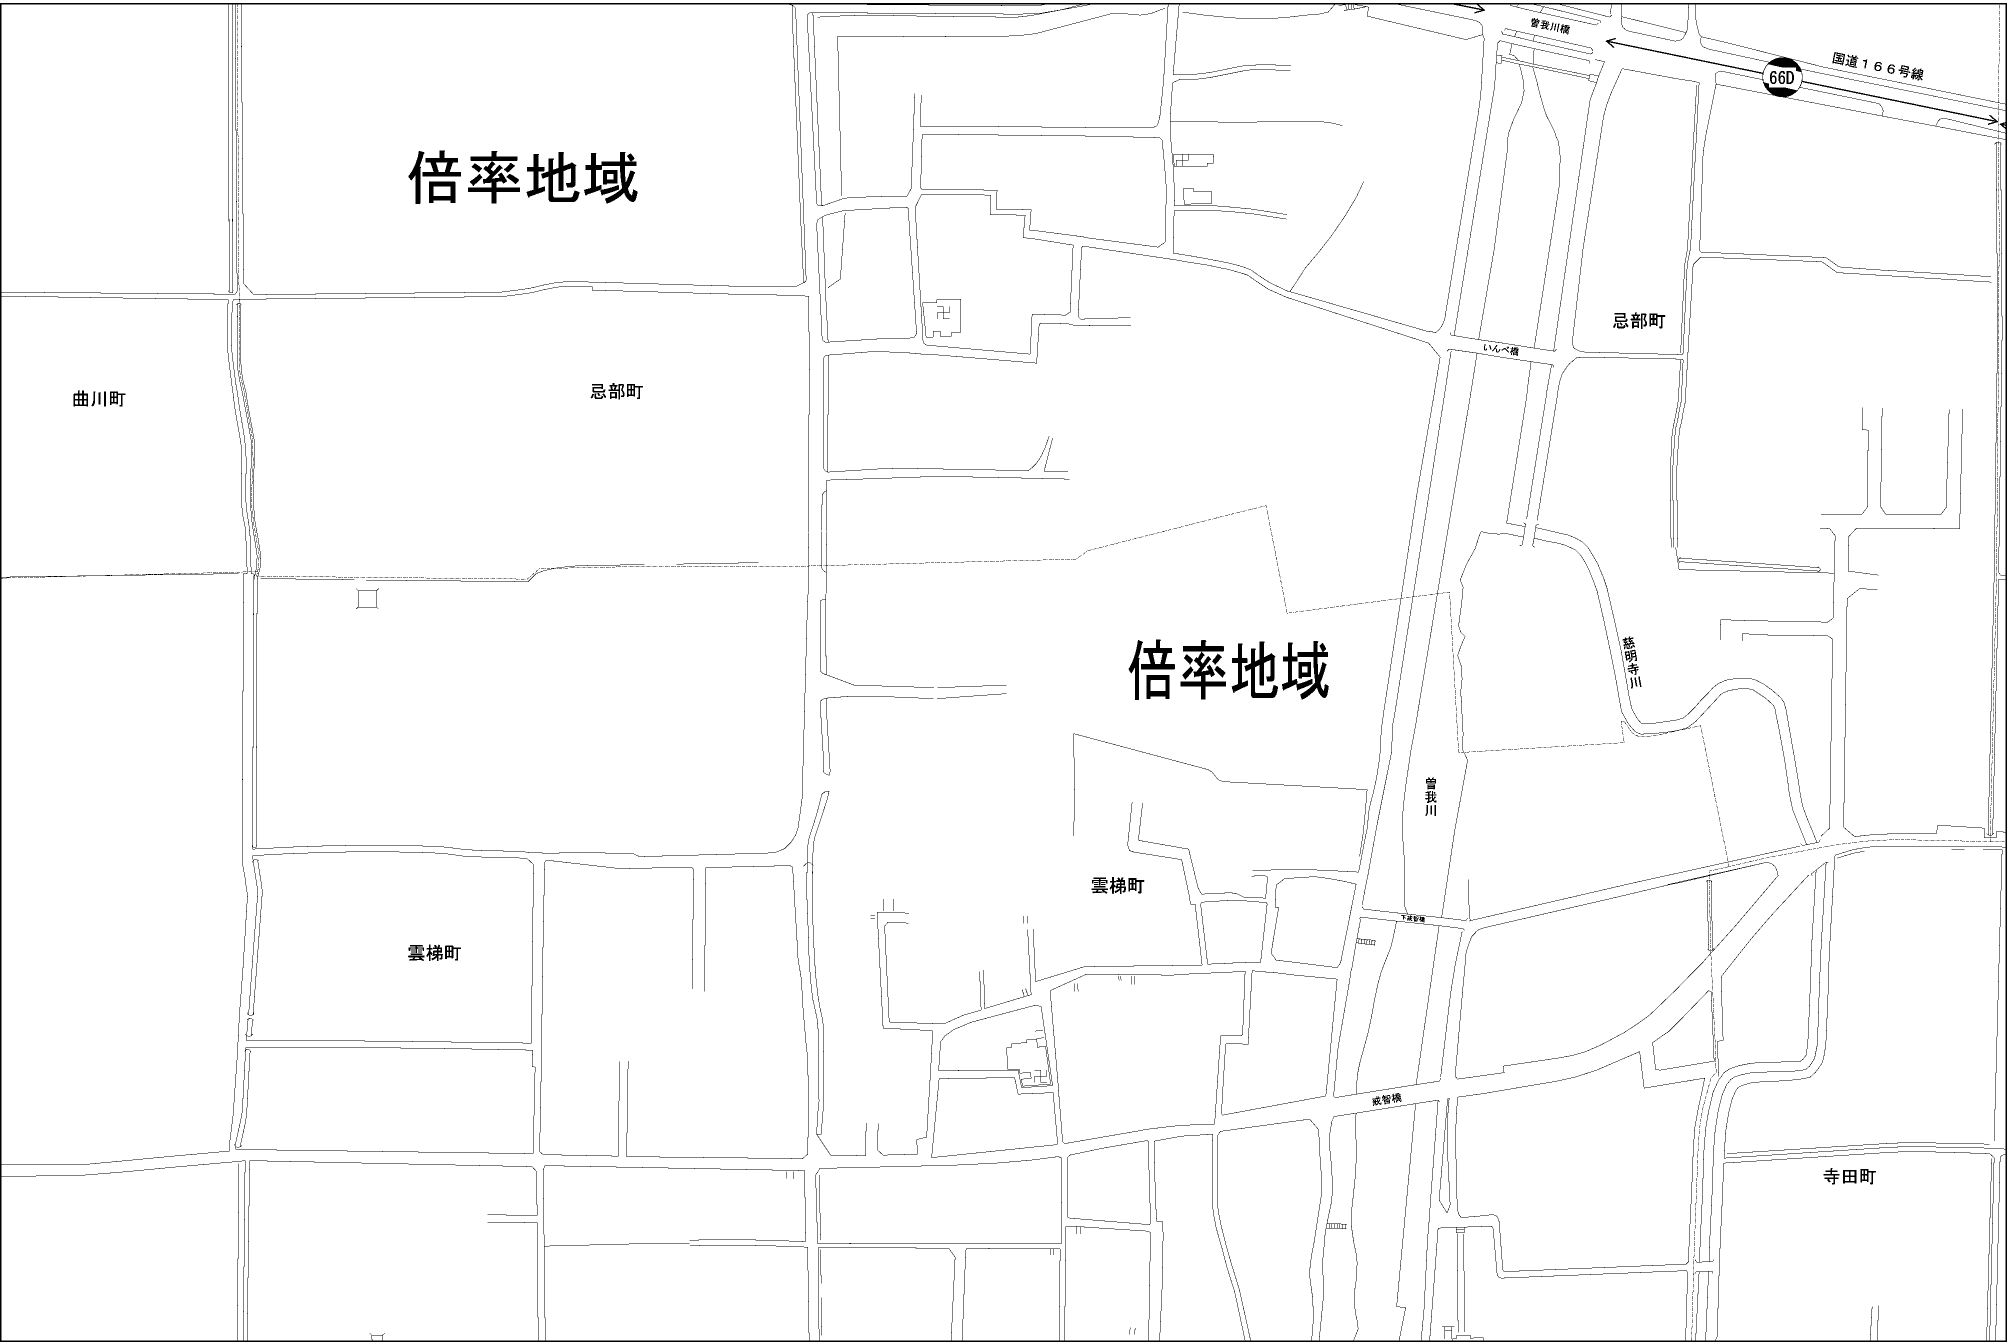 曽我川橋
国道１６６号線
66D
倍率地域
忌部町
いんべ橋
曲川町
忌部町
倍率地域
慈明寺川
曽我川
雲梯町
下誠智橋
雲梯町
誠智橋
寺田町